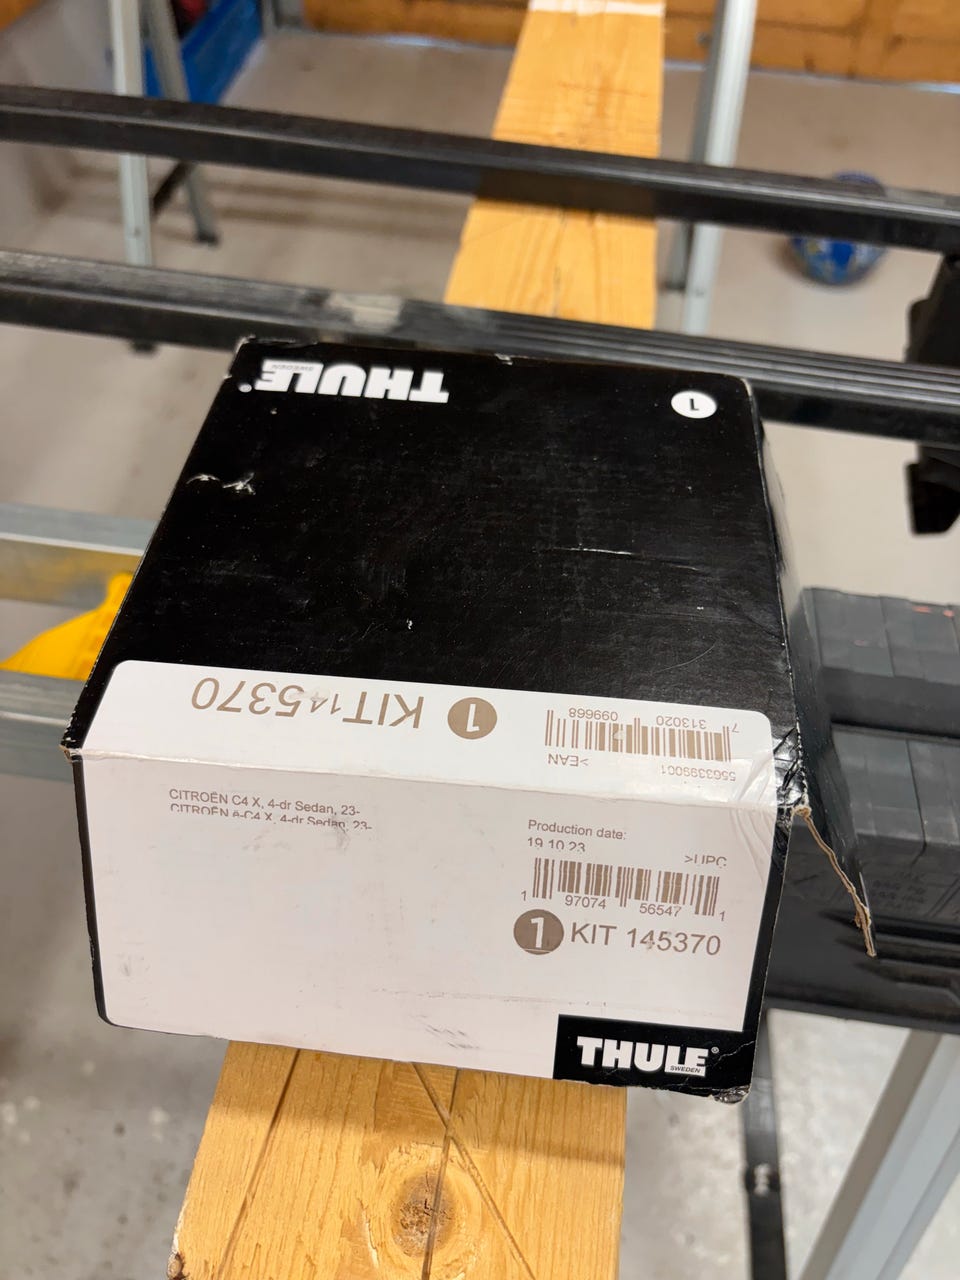 THULE
SWEDEN
1
1 KIT 145370
7 313020 099668
>EAN
5563399001
CITROËN C4 X, 4-dr Sedan, 23-
CITROËN ë-C4 X, 4-dr Sedan, 23-
Production date:
19.10.23
>UPC
1 97074 56547 1
1 KIT 145370
THULE
SWEDEN